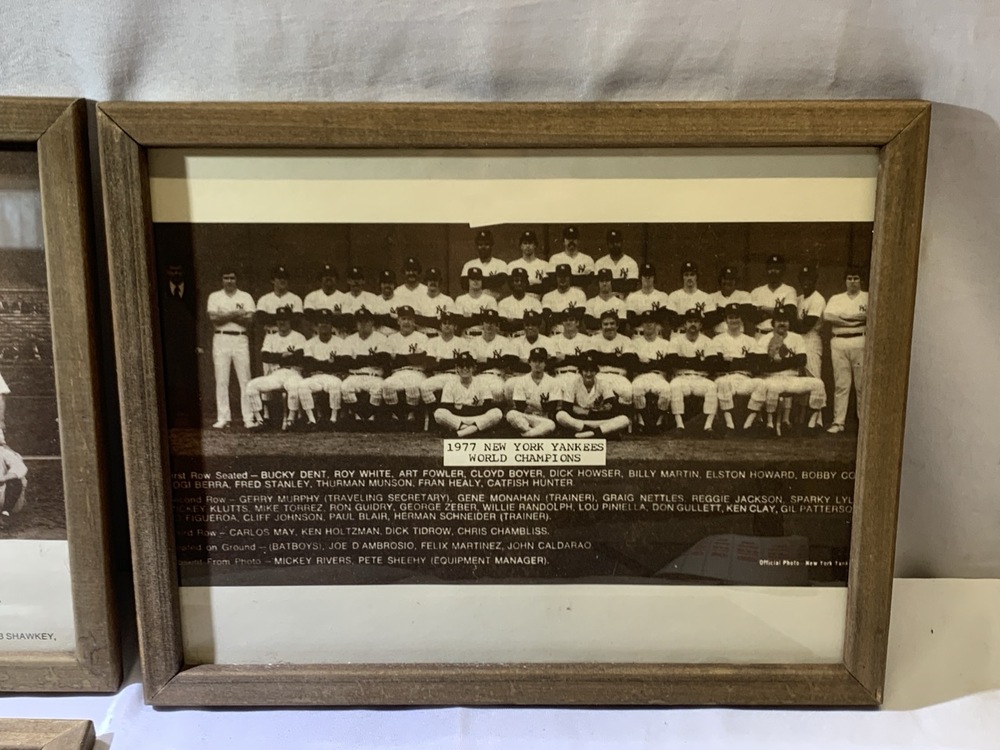 1977 NEW YORK YANKEES
WORLD CHAMPIONS
Row Seated — BUCKY DENT, ROY WHITE, ART FOWLER, CLOYD BOYER, DICK HOWSER, BILLY MARTIN, ELSTON HOWARD, BOBBY CO
OGI BERRA, FRED STANLEY, THURMAN MUNSON, FRAN HEALY, CATFISH HUNTER
cond Row — GERRY MURPHY (TRAVELING SECRETARY), GENE MONAHAN (TRAINER), GRAIG NETTLES, REGGIE JACKSON, SPARKY LYL
ICKEY KLUTTS, MIKE TORREZ, RON GUIDRY, GEORGE ZEBER, WILLIE RANDOLPH, LOU PINIELLA, DON GULLETT, KEN CLAY, GIL PATTERSO
FIGUEROA, CLIFF JOHNSON, PAUL BLAIR, HERMAN SCHNEIDER (TRAINER).
Row — CARLOS MAY, KEN HOLTZMAN, DICK TIDROW, CHRIS CHAMBLISS.
on Ground — (BATBOYS), JOE D AMBROSIO, FELIX MARTINEZ, JOHN CALDARAO
From Photo — MICKEY RIVERS, PETE SHEEHY (EQUIPMENT MANAGER).
Official Photo New York Yank
B SHAWKEY,